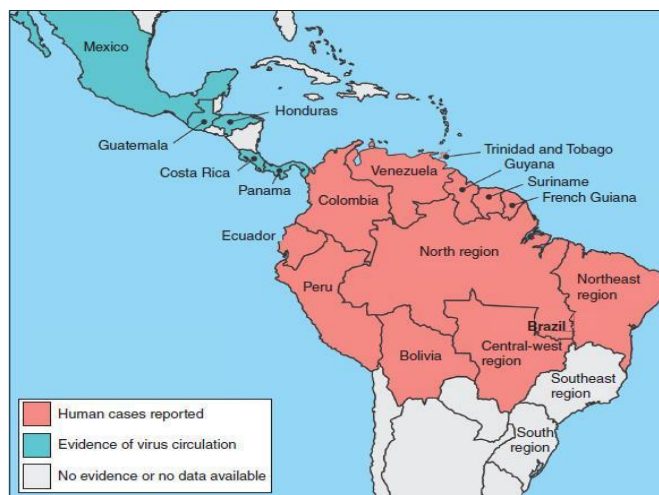 Mexico
Honduras
Guatemala
Costa Rica
Panama
Trinidad and Tobago
Guyana
Suriname
French Guiana
Venezuela
Colombia
Ecuador
North region
Peru
Northeast
region
Brazil
Central-west
region
Bolivia
Southeast
region
South
region
Human cases reported
Evidence of virus circulation
No evidence or no data available